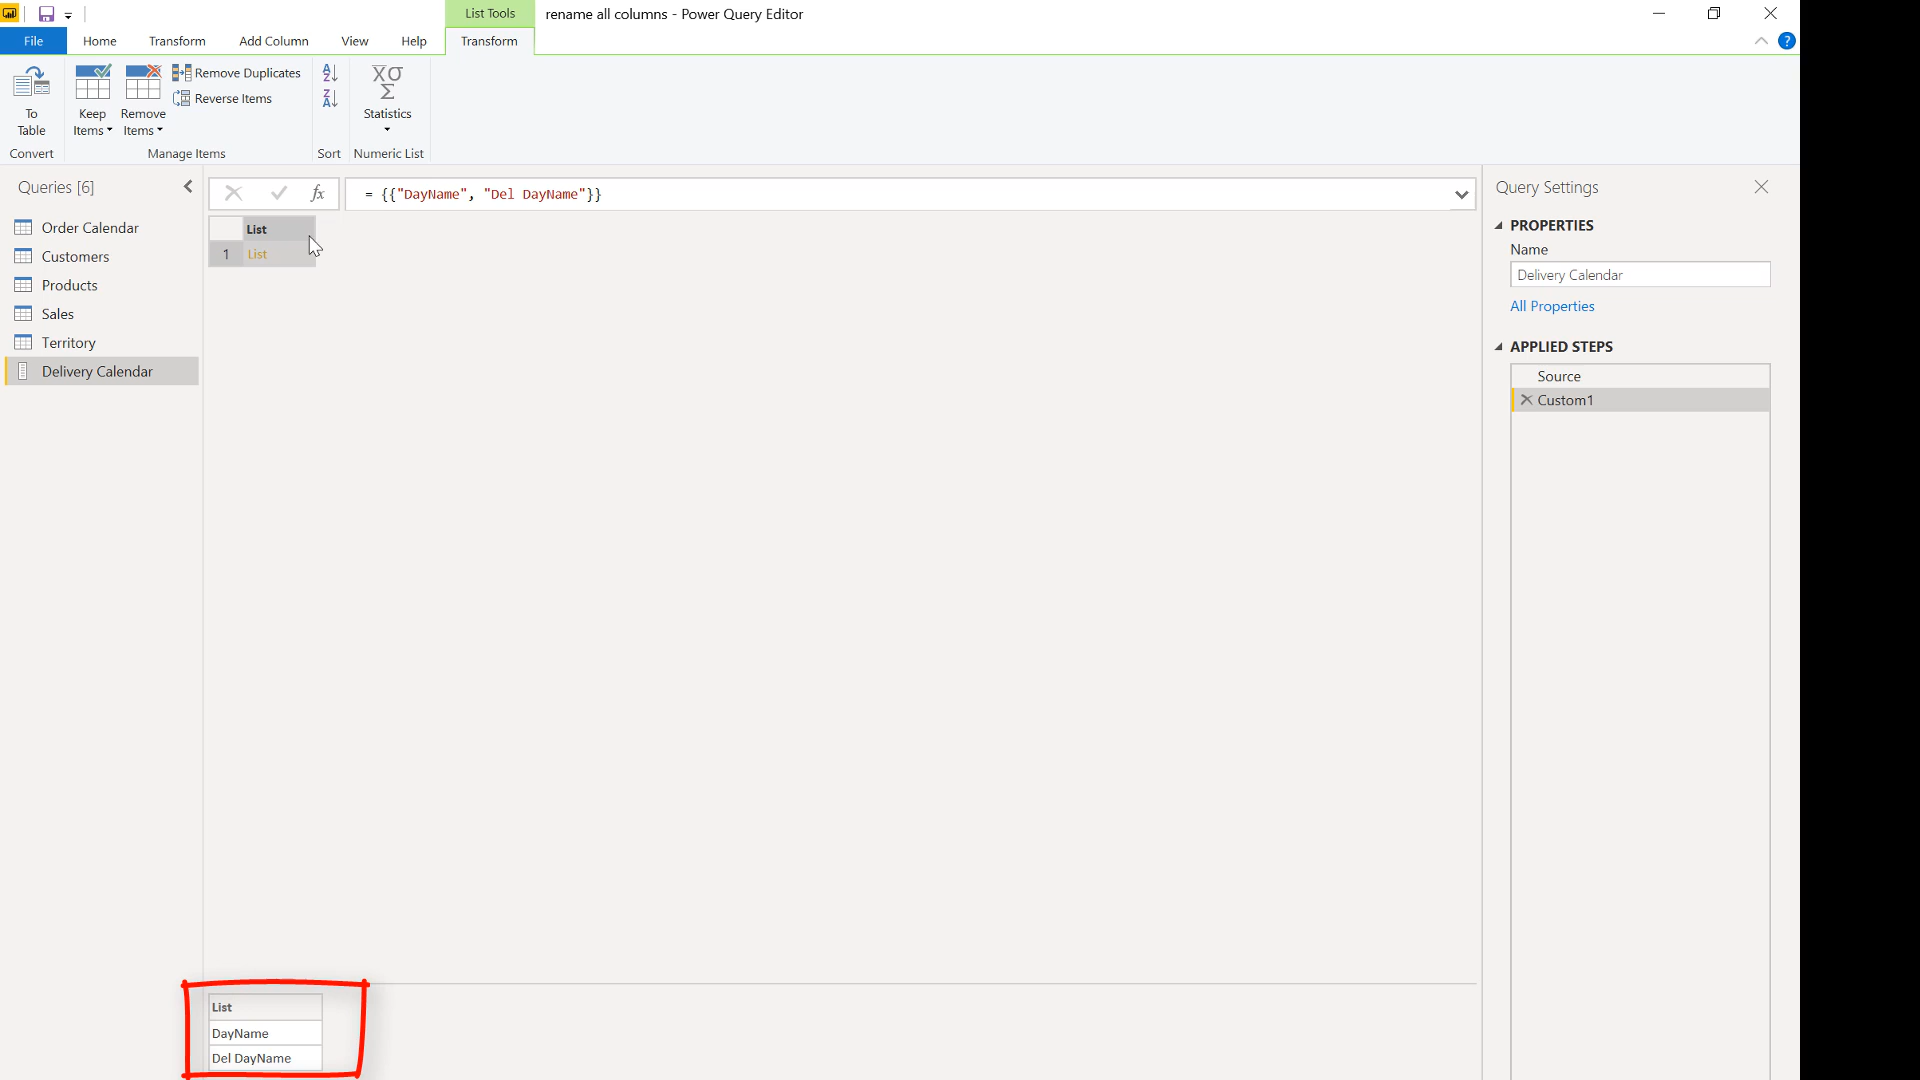 List Tools
rename all columns - Power Query Editor
File
Home
Transform
Add Column
View
Help
Transform
?
To
Table
Keep
Items
Remove
Items
Remove Duplicates
Reverse Items
A
Z
Z
A
X̅σ
Σ
Statistics
Convert
Manage Items
Sort
Numeric List
Queries [6]
Order Calendar
Customers
Products
Sales
Territory
Delivery Calendar
fx
= {{"DayName", "Del DayName"}}
List
1 List
List
DayName
Del DayName
Query Settings
PROPERTIES
Name
Delivery Calendar
All Properties
APPLIED STEPS
Source
Custom1